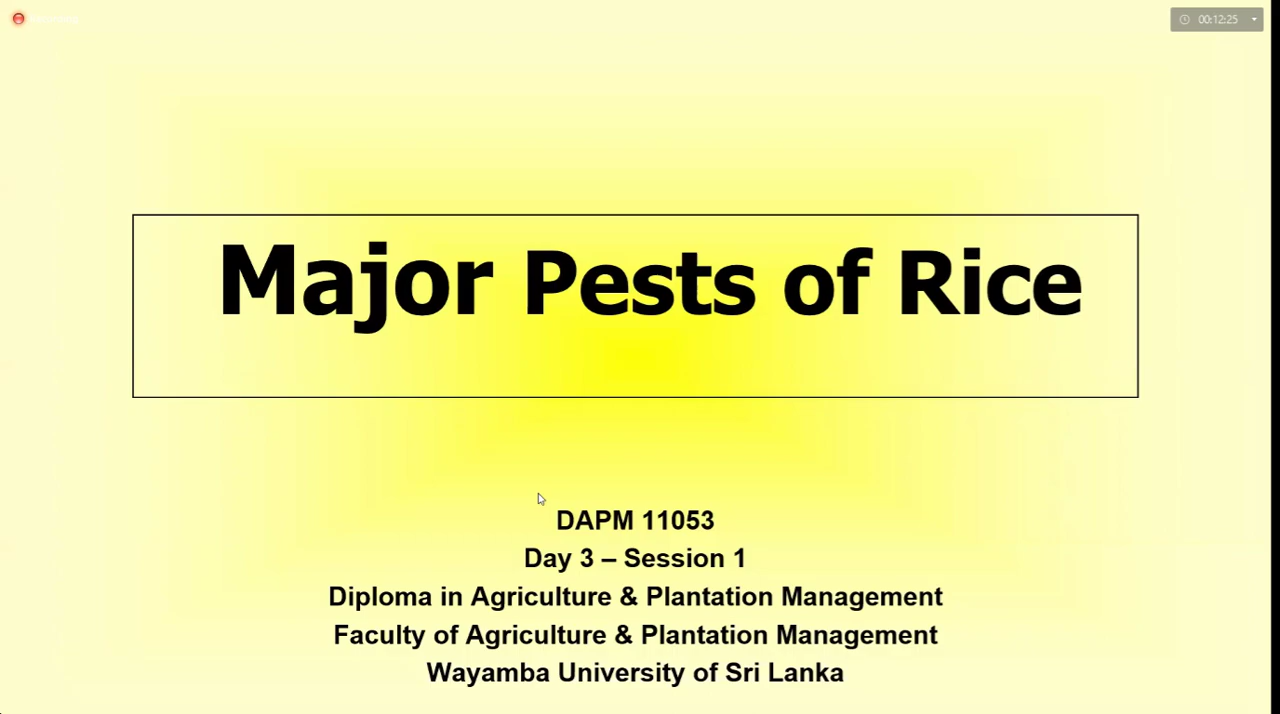 00:12:25
Major Pests of Rice
DAPM 11053
Day 3 – Session 1
Diploma in Agriculture & Plantation Management
Faculty of Agriculture & Plantation Management
Wayamba University of Sri Lanka